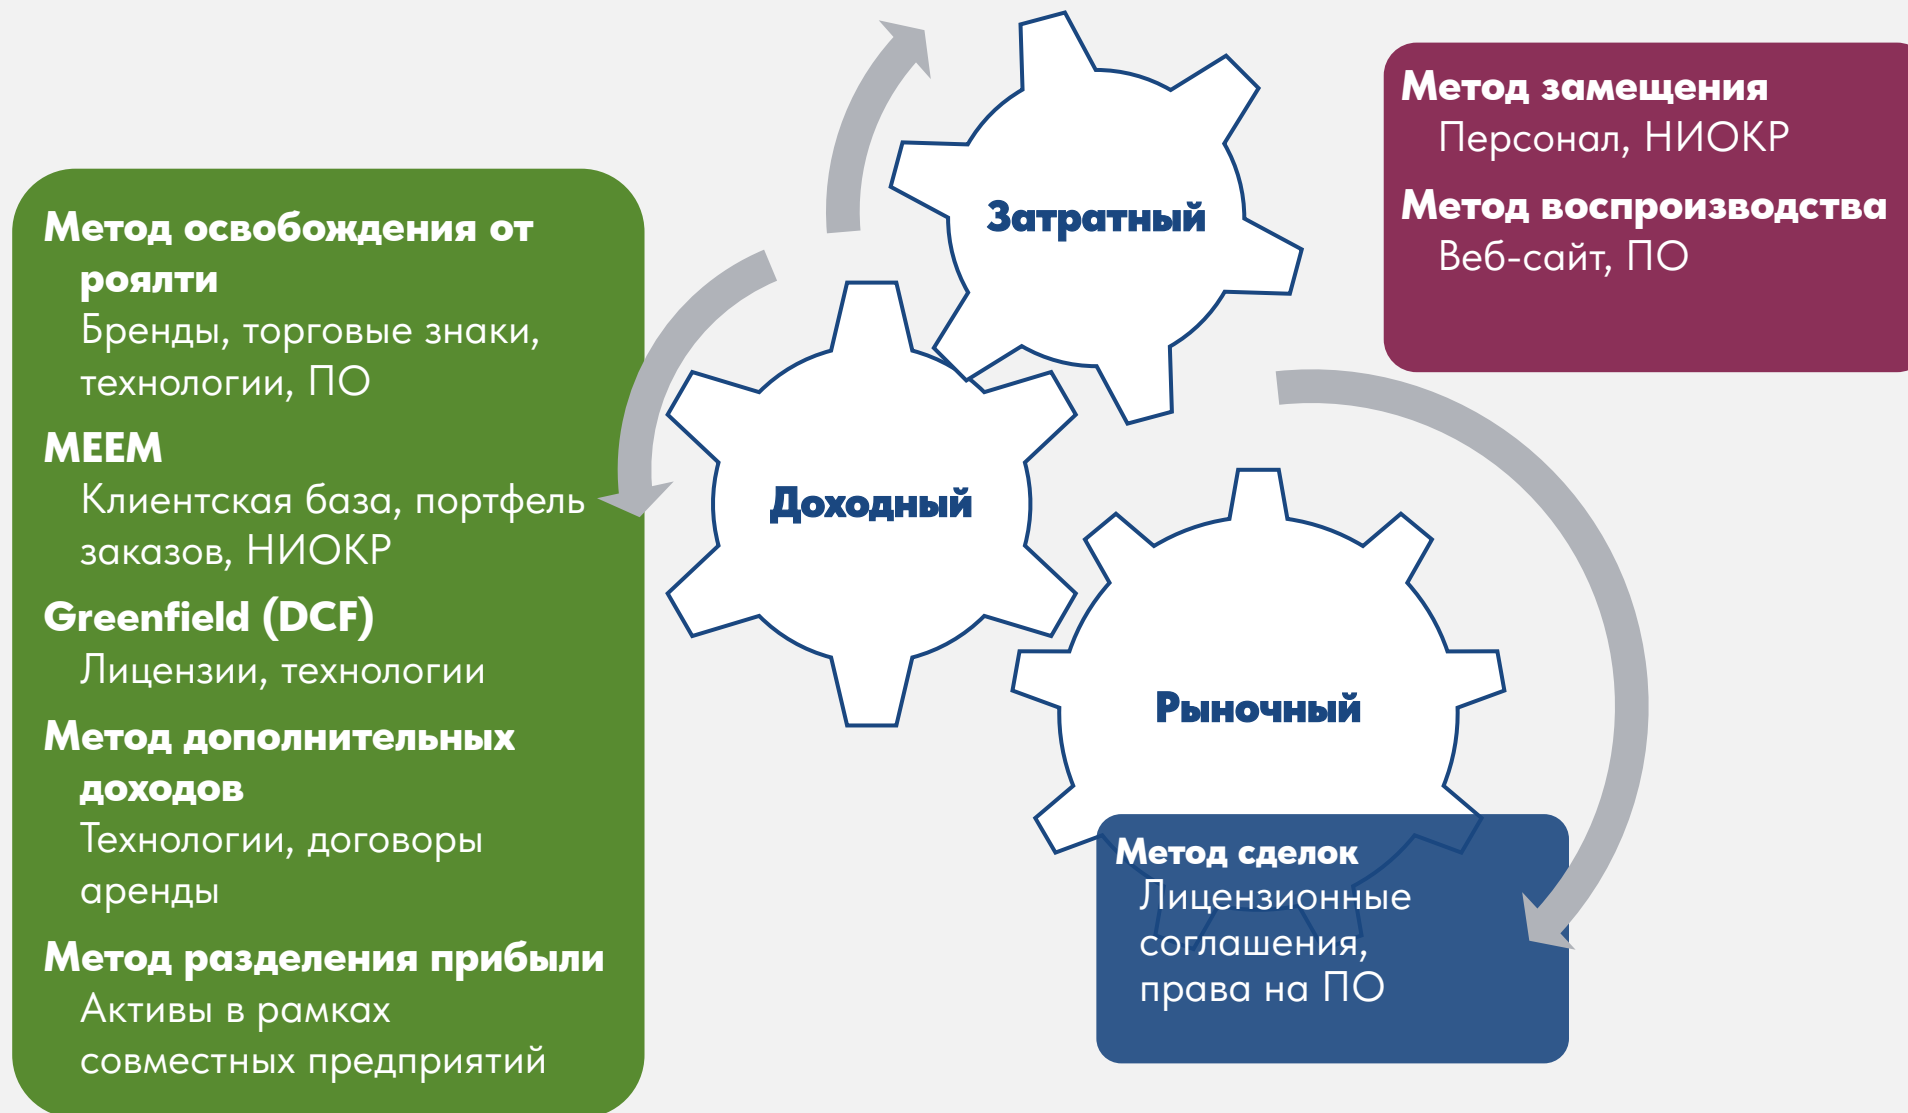 Метод освобождения от
роялти
Бренды, торговые знаки,
технологии, ПО
MEEM
Клиентская база, портфель
заказов, НИОКР
Greenfield (DCF)
Лицензии, технологии
Метод дополнительных
доходов
Технологии, договоры
аренды
Метод разделения прибыли
Активы в рамках
совместных предприятий
Затратный
Доходный
Рыночный
Метод замещения
Персонал, НИОКР
Метод воспроизводства
Веб-сайт, ПО
Метод сделок
Лицензионные
соглашения,
права на ПО